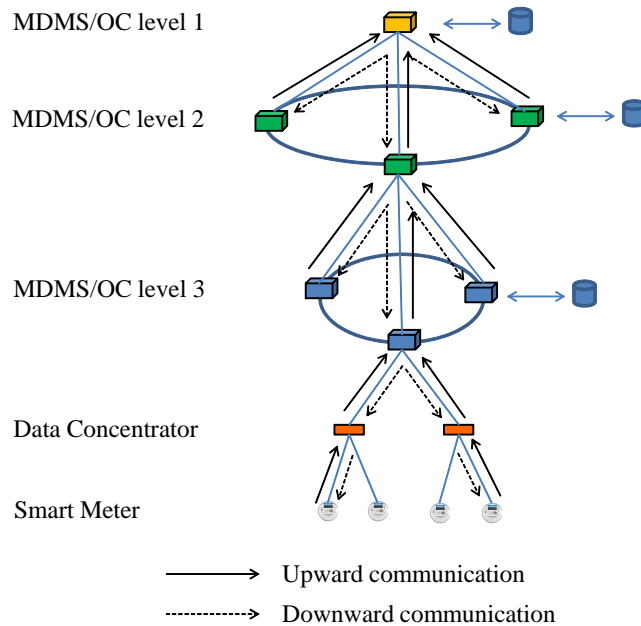 MDMS/OC level 1
MDMS/OC level 2
MDMS/OC level 3
Data Concentrator
Smart Meter
Upward communication
Downward communication